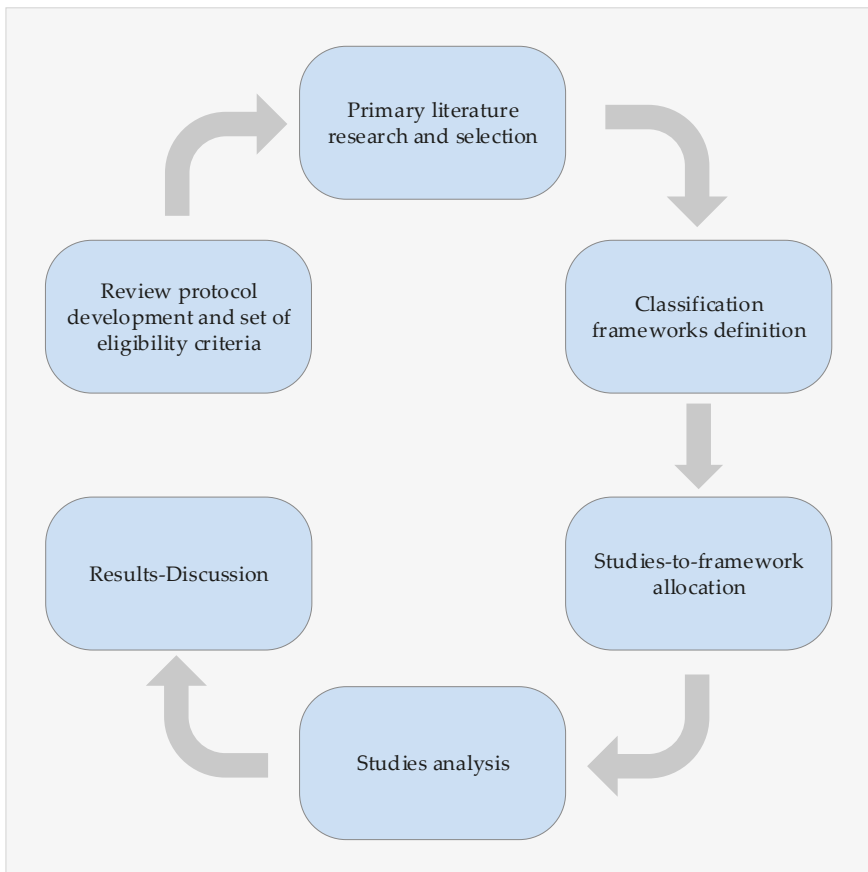 Primary literature
research and selection
Review protocol
development and set of
eligibility criteria
Classification
frameworks definition
Results-Discussion
Studies-to-framework
allocation
Studies analysis